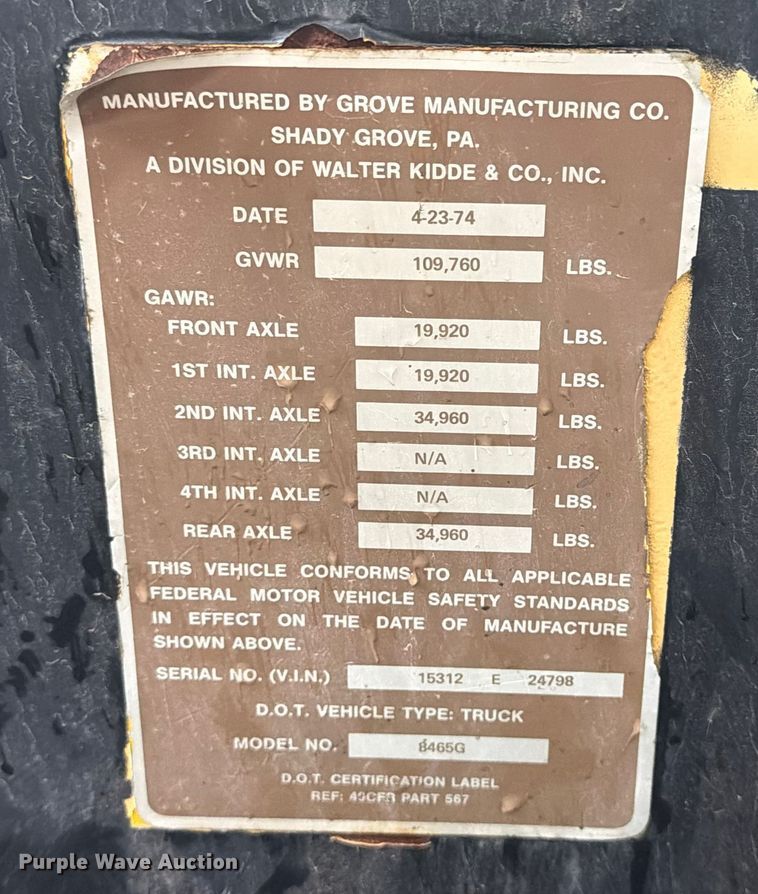 MANUFACTURED BY GROVE MANUFACTURING CO.
SHADY GROVE, PA.
A DIVISION OF WALTER KIDDE & CO., INC.
DATE 4-23-74
GVWR 109,760 LBS.
GAWR:
FRONT AXLE 19,920 LBS.
1ST INT. AXLE 19,920 LBS.
2ND INT. AXLE 34,960 LBS.
3RD INT. AXLE N/A LBS.
4TH INT. AXLE N/A LBS.
REAR AXLE 34,960 LBS.
THIS VEHICLE CONFORMS TO ALL APPLICABLE
FEDERAL MOTOR VEHICLE SAFETY STANDARDS
IN EFFECT ON THE DATE OF MANUFACTURE
SHOWN ABOVE.
SERIAL NO. (V.I.N.) 15312 E 24798
D.O.T. VEHICLE TYPE: TRUCK
MODEL NO. 8465G
D.O.T. CERTIFICATION LABEL
REF: 49CFR PART 567
Purple Wave Auction